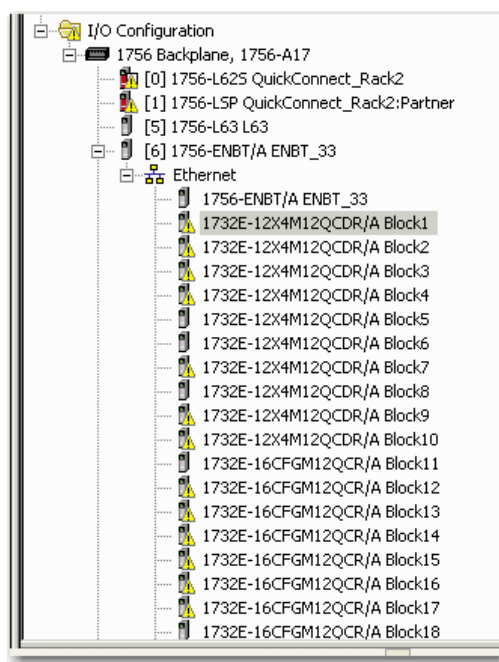 I/O Configuration
1756 Backplane, 1756-A17
[0] 1756-L62S QuickConnect_Rack2
[1] 1756-LSP QuickConnect_Rack2:Partner
[5] 1756-L63 L63
[6] 1756-ENBT/A ENBT_33
Ethernet
1756-ENBT/A ENBT_33
1732E-12X4M12QCDR/A Block1
1732E-12X4M12QCDR/A Block2
1732E-12X4M12QCDR/A Block3
1732E-12X4M12QCDR/A Block4
1732E-12X4M12QCDR/A Block5
1732E-12X4M12QCDR/A Block6
1732E-12X4M12QCDR/A Block7
1732E-12X4M12QCDR/A Block8
1732E-12X4M12QCDR/A Block9
1732E-12X4M12QCDR/A Block10
1732E-16CFGM12QCR/A Block11
1732E-16CFGM12QCR/A Block12
1732E-16CFGM12QCR/A Block13
1732E-16CFGM12QCR/A Block14
1732E-16CFGM12QCR/A Block15
1732E-16CFGM12QCR/A Block16
1732E-16CFGM12QCR/A Block17
1732E-16CFGM12QCR/A Block18